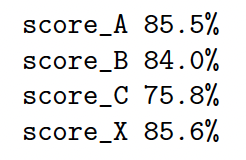 score_A 85.5%
score_B 84.0%
score_C 75.8%
score_X 85.6%